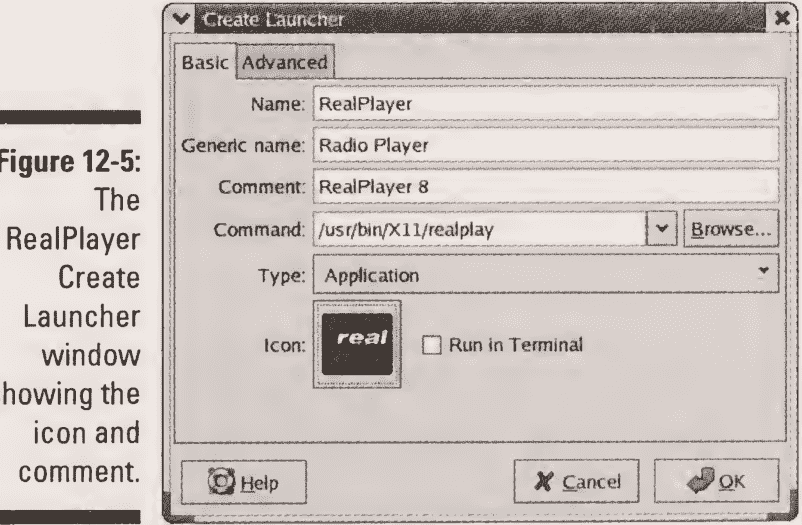 Figure 12-5:
The
RealPlayer
Create
Launcher
window
howing the
icon and
comment.
Create Launcher
Basic Advanced
Name: RealPlayer
Generic name: Radio Player
Comment: RealPlayer 8
Command: /usr/bin/X11/realplay Browse...
Type: Application
Icon: real Run in Terminal
Help Cancel OK